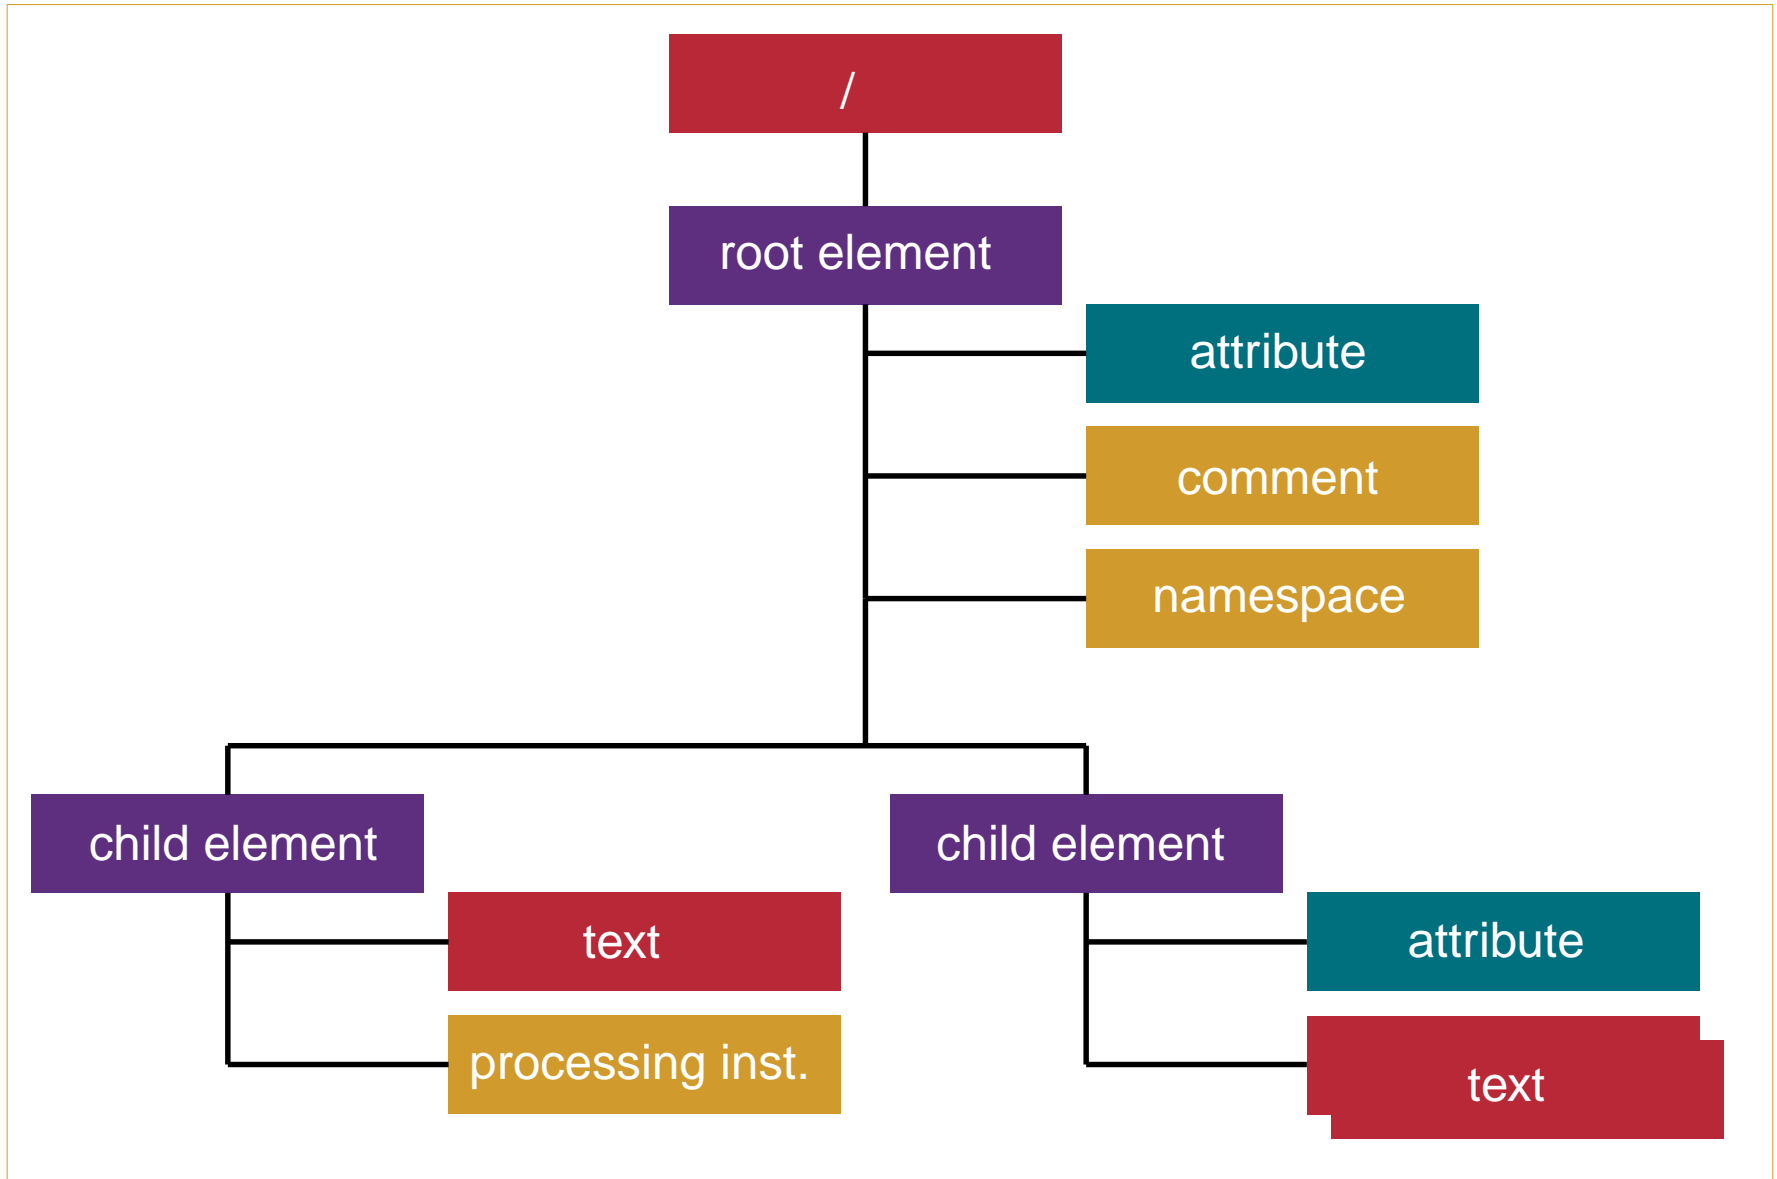 /
root element
attribute
comment
namespace
child element
text
processing inst.
child element
attribute
text